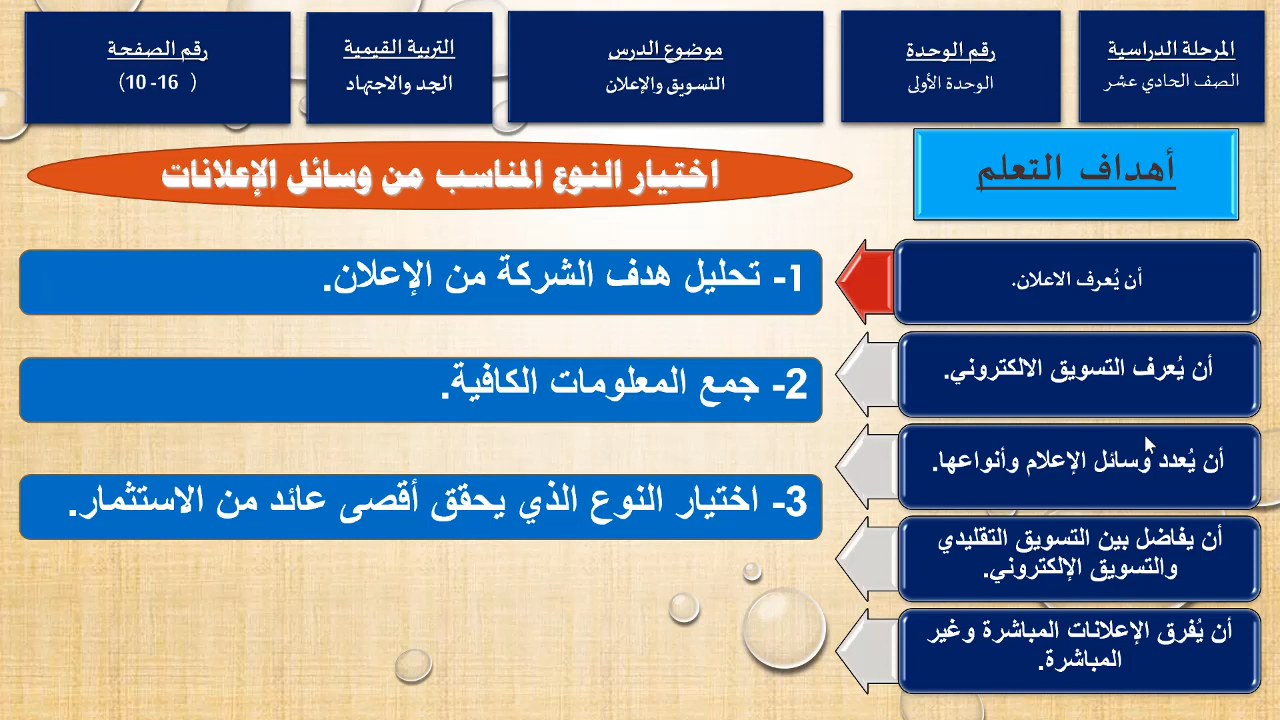 المرحلة الدراسية
الصف الحادي عشر
رقم الوحدة
الوحدة الأولى
موضوع الدرس
التسويق والإعلان
التربية القيمية
الجد والاجتهاد
رقم الصفحة
( 16- 10)
أهداف التعلم
اختيار النوع المناسب من وسائل الإعلانات
أن يُعرف الاعلان.
أن يُعرف التسويق الالكتروني.
أن يُعدد وسائل الإعلام وأنواعها.
أن يفاضل بين التسويق التقليدي
والتسويق الإلكتروني.
أن يُفرق الإعلانات المباشرة وغير
المباشرة.
1- تحليل هدف الشركة من الإعلان.
2- جمع المعلومات الكافية.
3- اختيار النوع الذي يحقق أقصى عائد من الاستثمار.